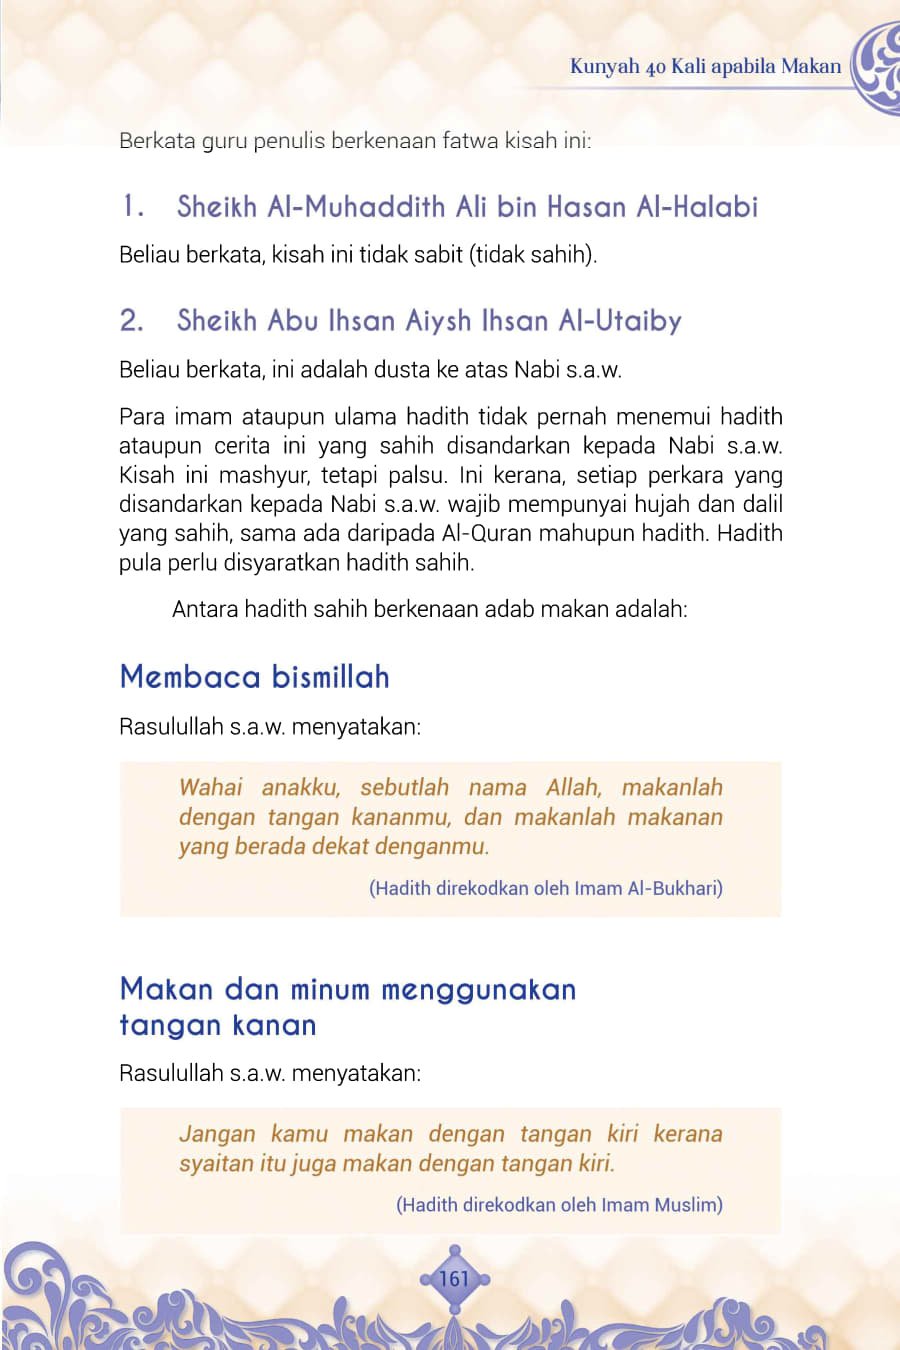 Kunyah 40 Kali apabila Makan
Berkata guru penulis berkenaan fatwa kisah ini:
1. Sheikh Al-Muhaddith Ali bin Hasan Al-Halabi
Beliau berkata, kisah ini tidak sabit (tidak sahih).
2. Sheikh Abu Ihsan Aiysh Ihsan Al-Utaiby
Beliau berkata, ini adalah dusta ke atas Nabi s.a.w.
Para imam ataupun ulama hadith tidak pernah menemui hadith
ataupun cerita ini yang sahih disandarkan kepada Nabi s.a.w.
Kisah ini mashyur, tetapi palsu. Ini kerana, setiap perkara yang
disandarkan kepada Nabi s.a.w. wajib mempunyai hujah dan dalil
yang sahih, sama ada daripada Al-Quran mahupun hadith. Hadith
pula perlu disyaratkan hadith sahih.
Antara hadith sahih berkenaan adab makan adalah:
Membaca bismillah
Rasulullah s.a.w. menyatakan:
Wahai anakku, sebutlah nama Allah, makanlah
dengan tangan kananmu, dan makanlah makanan
yang berada dekat denganmu.
(Hadith direkodkan oleh Imam Al-Bukhari)
Makan dan minum menggunakan
tangan kanan
Rasulullah s.a.w. menyatakan:
Jangan kamu makan dengan tangan kiri kerana
syaitan itu juga makan dengan tangan kiri.
(Hadith direkodkan oleh Imam Muslim)
161